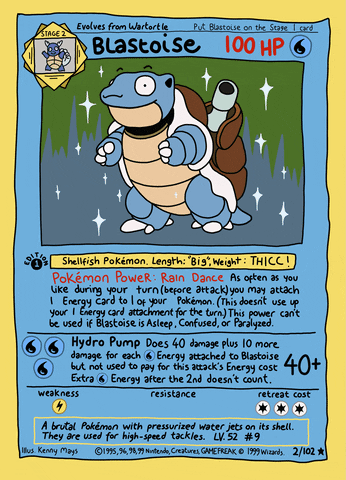 Evolves from Wartortle Put Blastoise on the Stage 1 card
STAGE 2
Blastoise 100 HP
EDITION
1
Shellfish Pokémon. Length: "Big", Weight: THICC!
Pokémon Power: Rain Dance As often as you
like during your turn (before attack) you may attach
1 Energy card to 1 of your Pokémon. (This doesn't use up
your 1 Energy card attachment for the turn.) This power can't
be used if Blastoise is Asleep, Confused, or Paralyzed.
Hydro Pump Does 40 damage plus 10 more
damage for each Energy attached to Blastoise
but not used to pay for this attack's Energy cost
Extra Energy after the 2nd doesn't count.
40+
weakness resistance retreat cost
A brutal Pokémon with pressurized water jets on its shell.
They are used for high-speed tackles. LV. 52 #9
Illus. Kenny Mays ©1995, 96, 98, 99 Nintendo, Creatures, GAMEFREAK © 1999 Wizards. 2/102 ★